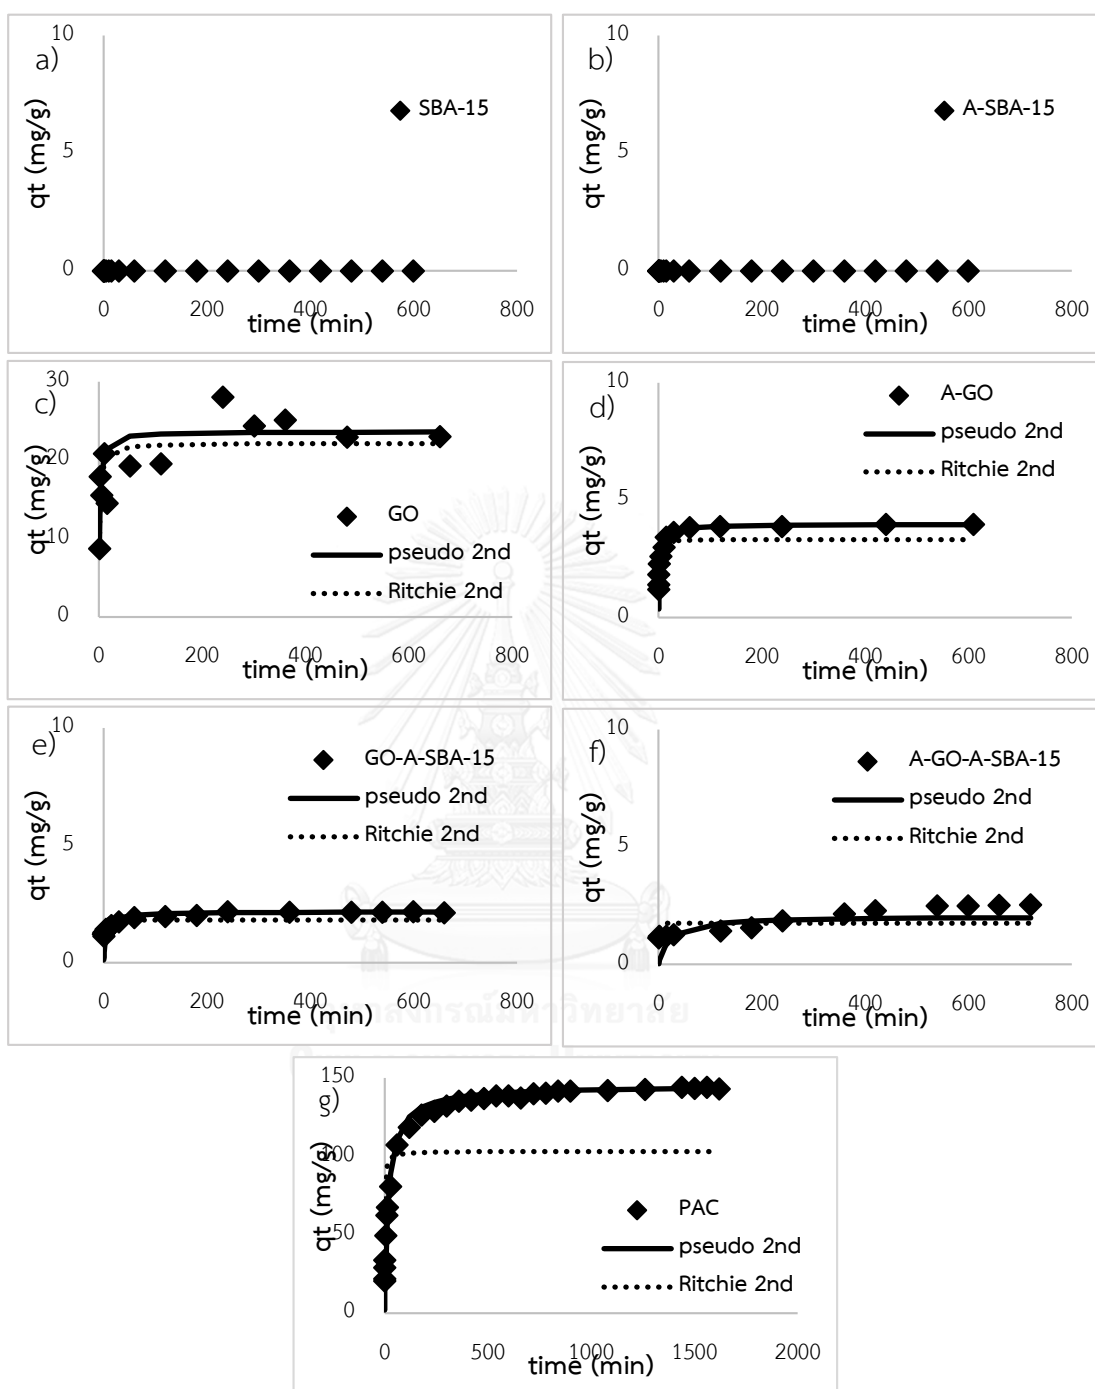 a)
10
5
0
qt (mg/g)
SBA-15
0 200 400 600 800
time (min)
b)
10
5
0
qt (mg/g)
A-SBA-15
0 200 400 600 800
time (min)
c)
30
20
10
0
qt (mg/g)
GO
pseudo 2nd
Ritchie 2nd
0 200 400 600 800
time (min)
d)
10
5
0
qt (mg/g)
A-GO
pseudo 2nd
Ritchie 2nd
0 200 400 600 800
time (min)
e)
10
5
0
qt (mg/g)
GO-A-SBA-15
pseudo 2nd
Ritchie 2nd
0 200 400 600 800
time (min)
f)
10
5
0
qt (mg/g)
A-GO-A-SBA-15
pseudo 2nd
Ritchie 2nd
0 200 400 600 800
time (min)
g)
150
100
50
0
qt (mg/g)
PAC
pseudo 2nd
Ritchie 2nd
0 500 1000 1500 2000
time (min)